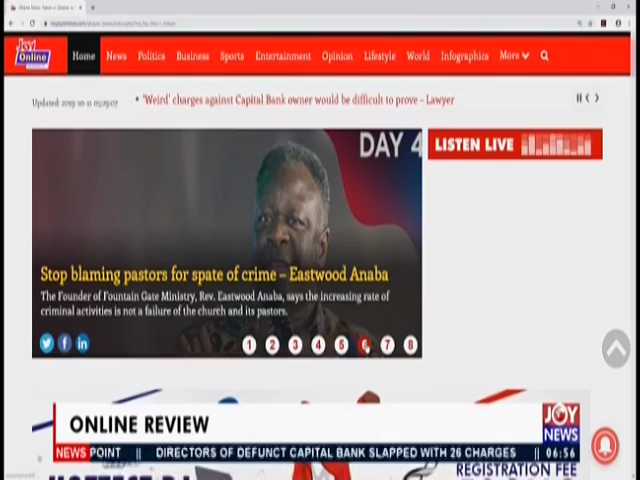 JOY
Online
Home News Politics Business Sports Entertainment Opinion Lifestyle World Infographics More
Updated: 2019-10-11 05:29:07
• 'Weird' charges against Capital Bank owner would be difficult to prove – Lawyer
DAY 4
LISTEN LIVE
Stop blaming pastors for spate of crime – Eastwood Anaba
The Founder of Fountain Gate Ministry, Rev. Eastwood Anaba, says the increasing rate of
criminal activities is not a failure of the church and its pastors.
1 2 3 4 5 6 7 8
ONLINE REVIEW
JOY
NEWS
NEWS POINT || DIRECTORS OF DEFUNCT CAPITAL BANK SLAPPED WITH 26 CHARGES || 06:56
REGISTRATION FEE